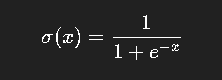 σ(x) = 1 / (1 + e^{-x})